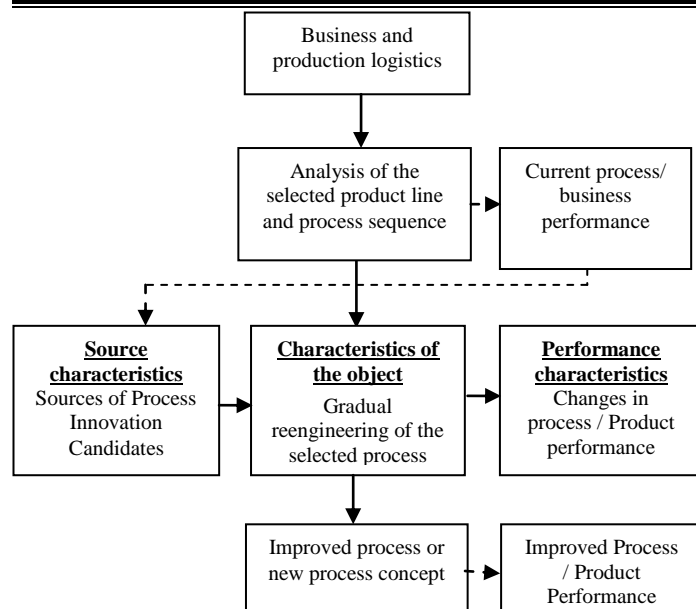 Business and
production logistics
Analysis of the
selected product line
and process sequence
Current process/
business
performance
Source
characteristics
Sources of Process
Innovation
Candidates
Characteristics of
the object
Gradual
reengineering of the
selected process
Performance
characteristics
Changes in
process / Product
performance
Improved process or
new process concept
Improved Process
/ Product
Performance